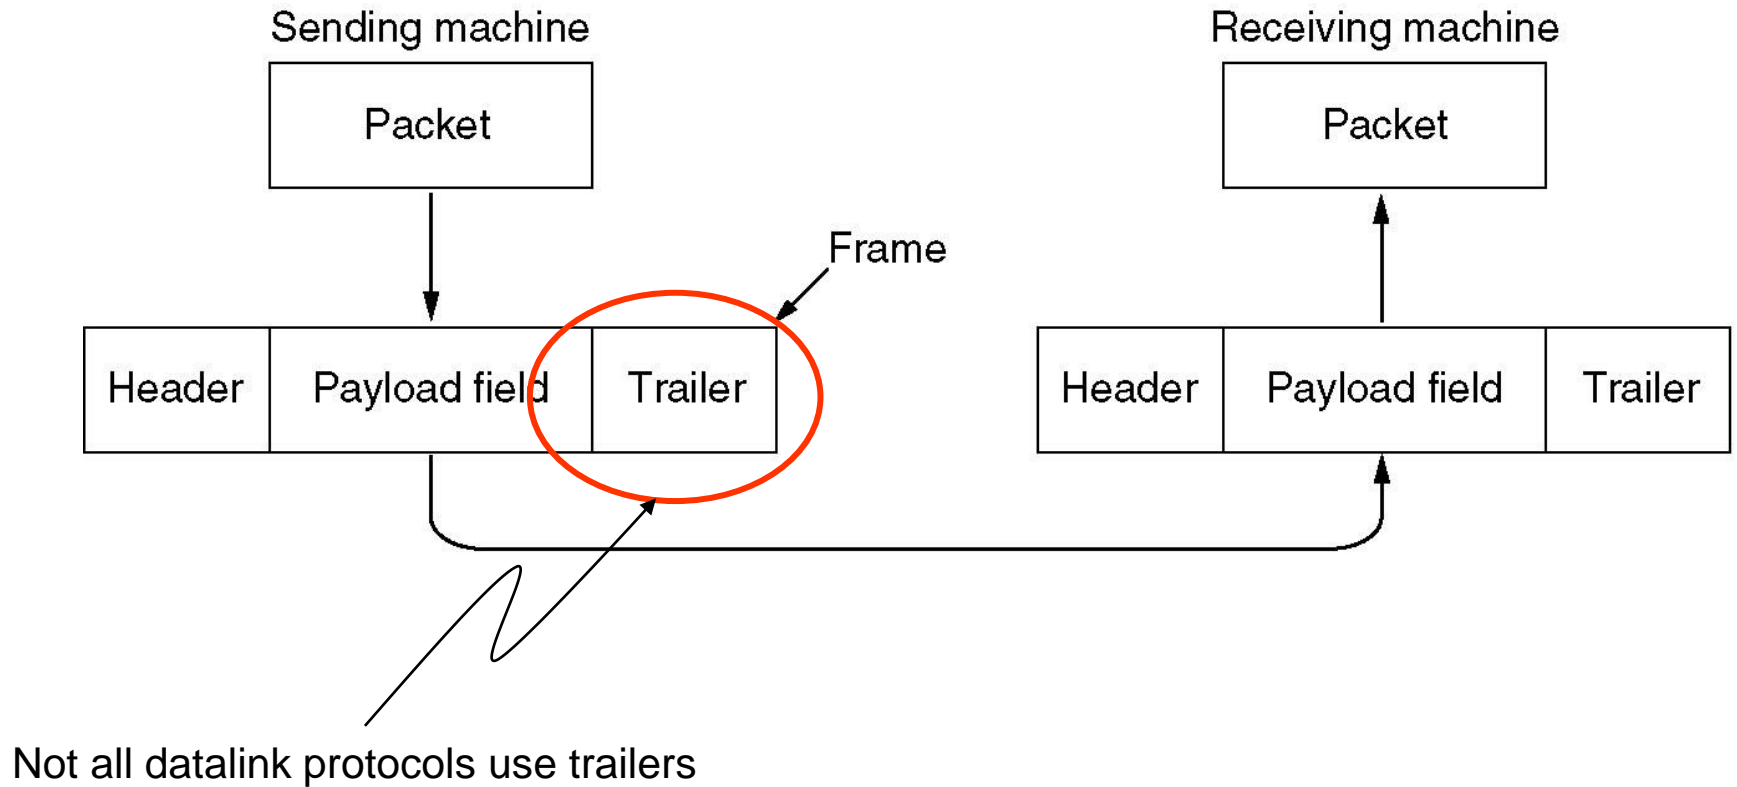 Sending machine
Receiving machine
Packet
Packet
Frame
Header
Payload field
Trailer
Header
Payload field
Trailer
Not all datalink protocols use trailers